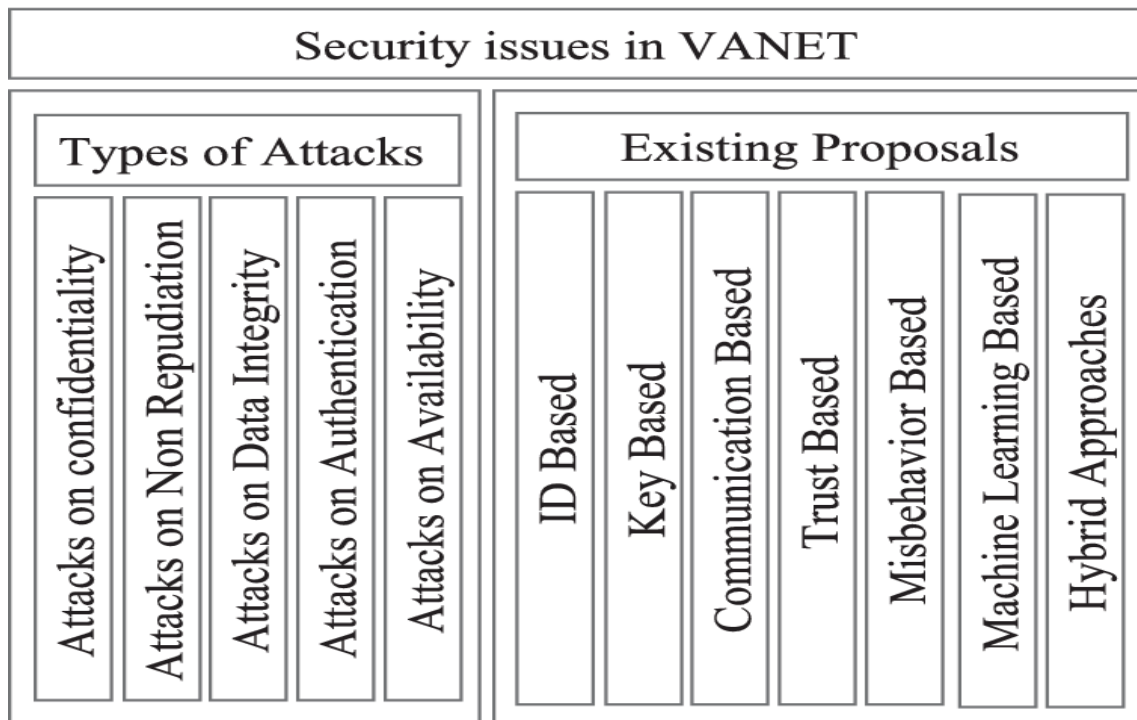 Security issues in VANET
Types of Attacks
Attacks on confidentiality
Attacks on Non Repudiation
Attacks on Data Integrity
Attacks on Authentication
Attacks on Availability
Existing Proposals
ID Based
Key Based
Communication Based
Trust Based
Misbehavior Based
Machine Learning Based
Hybrid Approaches